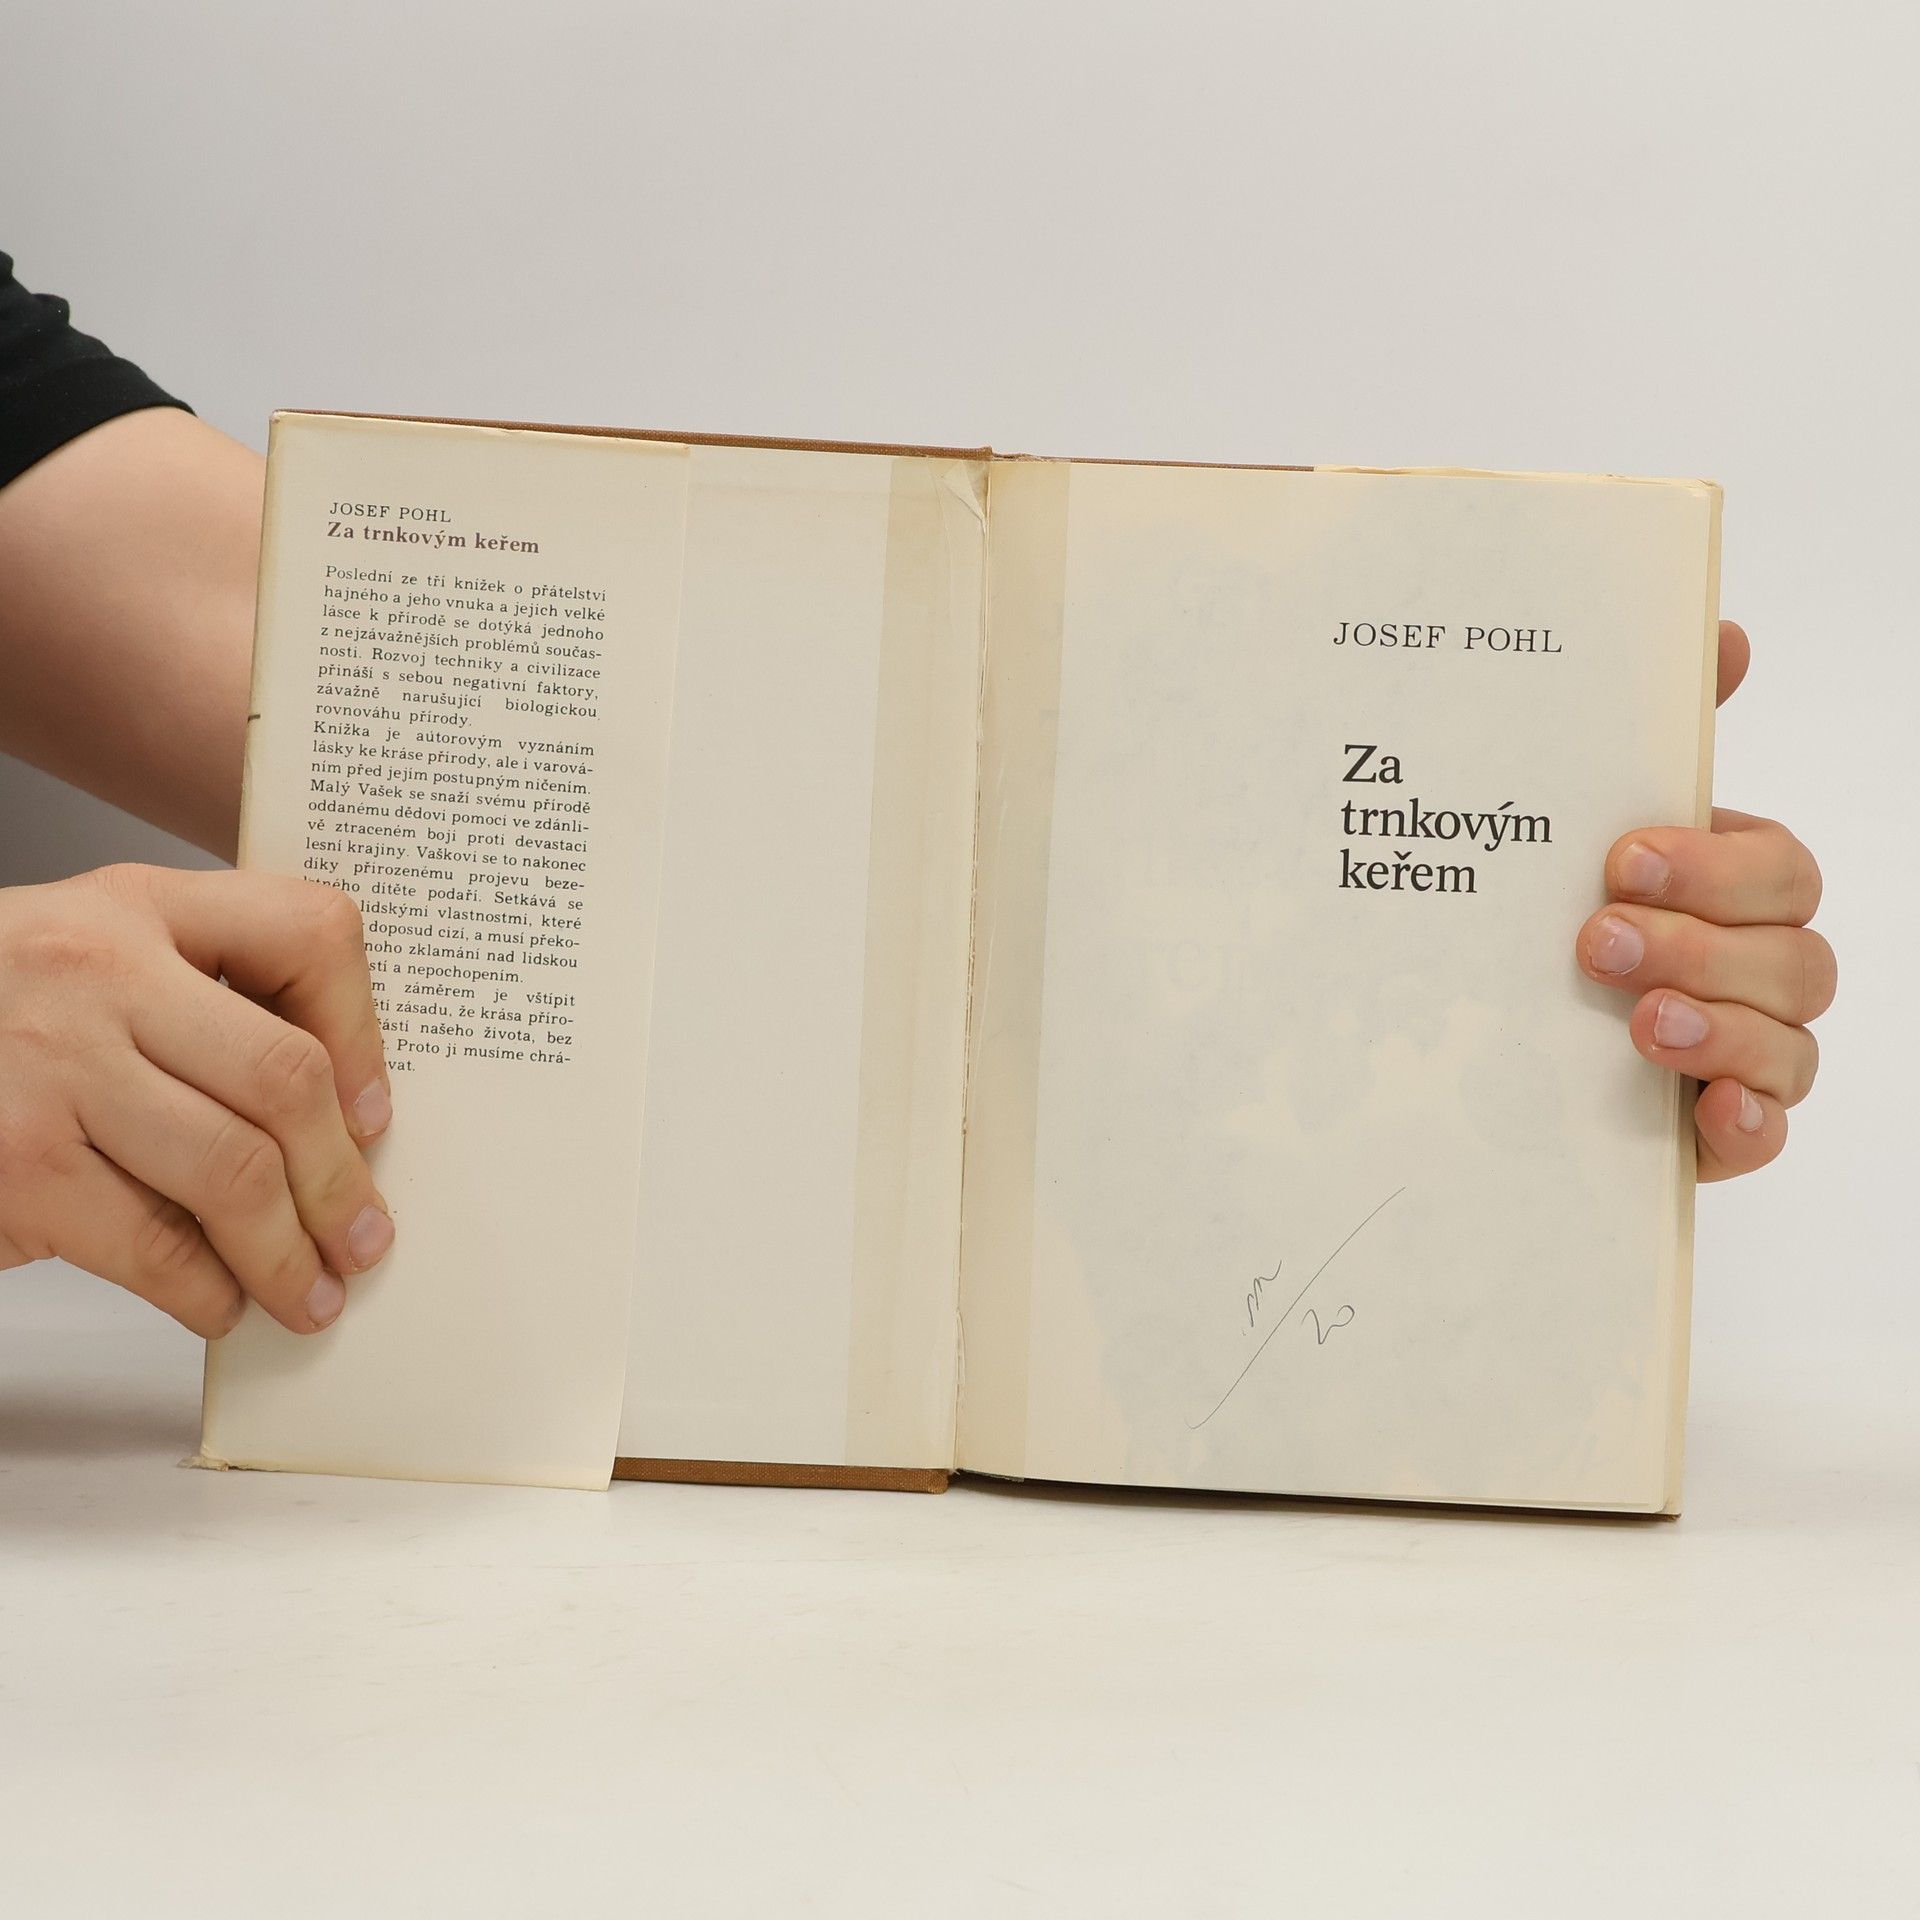 JOSEF POHL
Za trnkovým keřem
Poslední ze tří knížek o přátelství
hajného a jeho vnuka a jejich velké
lásce k přírodě se dotýká jednoho
z nejzávažnějších problémů součas-
nosti. Rozvoj techniky a civilizace
přináší s sebou negativní faktory,
závažně narušující biologickou
rovnováhu přírody.
Knížka je autorovým vyznáním
lásky ke kráse přírody, ale i varová-
ním před jejím postupným ničením.
Malý Vašek se snaží svému přírodě
oddanému dědovi pomoci ve zdánli-
vě ztraceném boji proti devastaci
lesní krajiny. Vaškovi se to nakonec
díky přirozenému projevu beze-
dítěte podaří. Setkává se
lidskými vlastnostmi, které
doposud cizí, a musí překo-
zklamání nad lidskou
a nepochopením.
záměrem je vštípit
zásadu, že krása příro-
našeho života, bez
Proto ji musíme chrá-
JOSEF POHL
Za
trnkovým
keřem
20